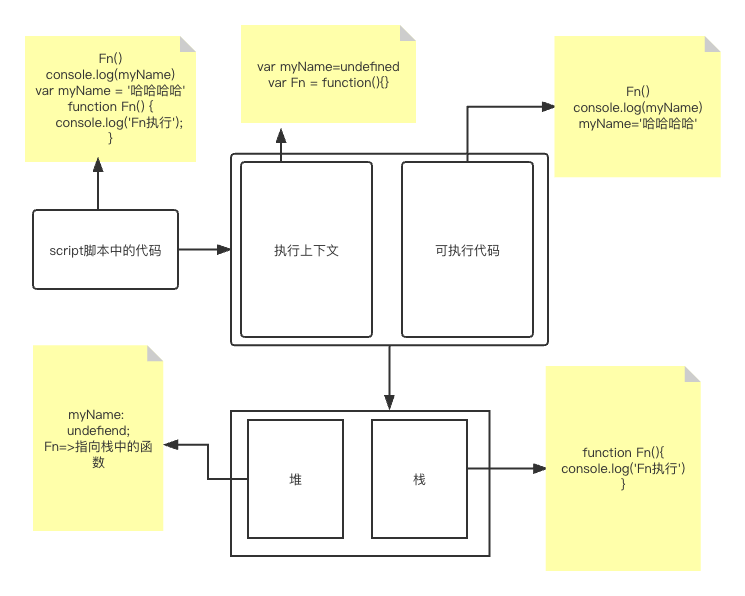 Fn()
console.log(myName)
var myName = '哈哈哈哈'
function Fn() {
console.log('Fn执行');
}
var myName=undefined
var Fn = function(){}
Fn()
console.log(myName)
myName='哈哈哈哈'
script脚本中的代码
执行上下文
可执行代码
myName:
undefiend;
Fn=>指向栈中的函
数
堆
栈
function Fn(){
console.log('Fn执行')
}